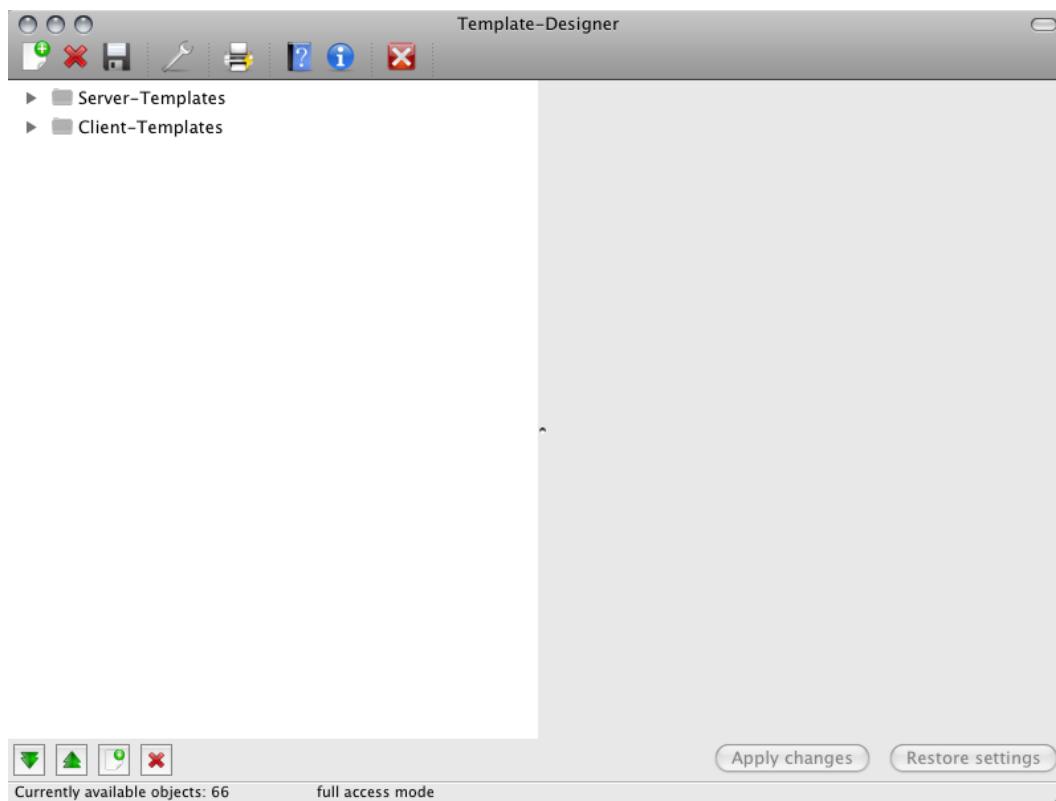 Template-Designer
Server-Templates
Client-Templates
Apply changes Restore settings
Currently available objects: 66 full access mode